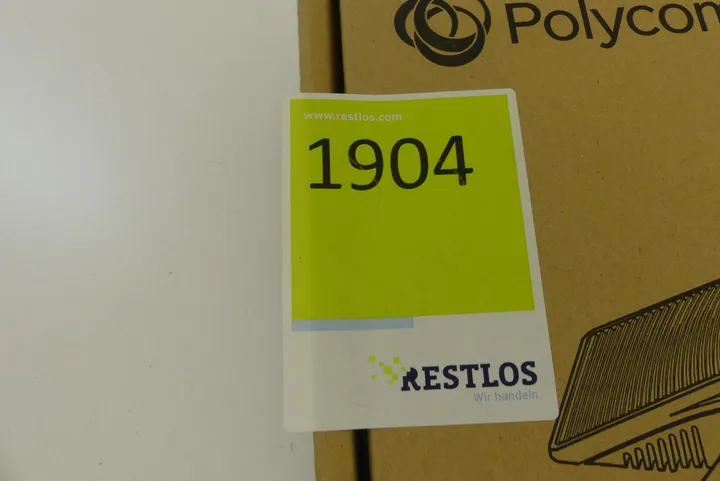 Polycom
www.restlos.com
1904
RESTLOS
Wir handeln.